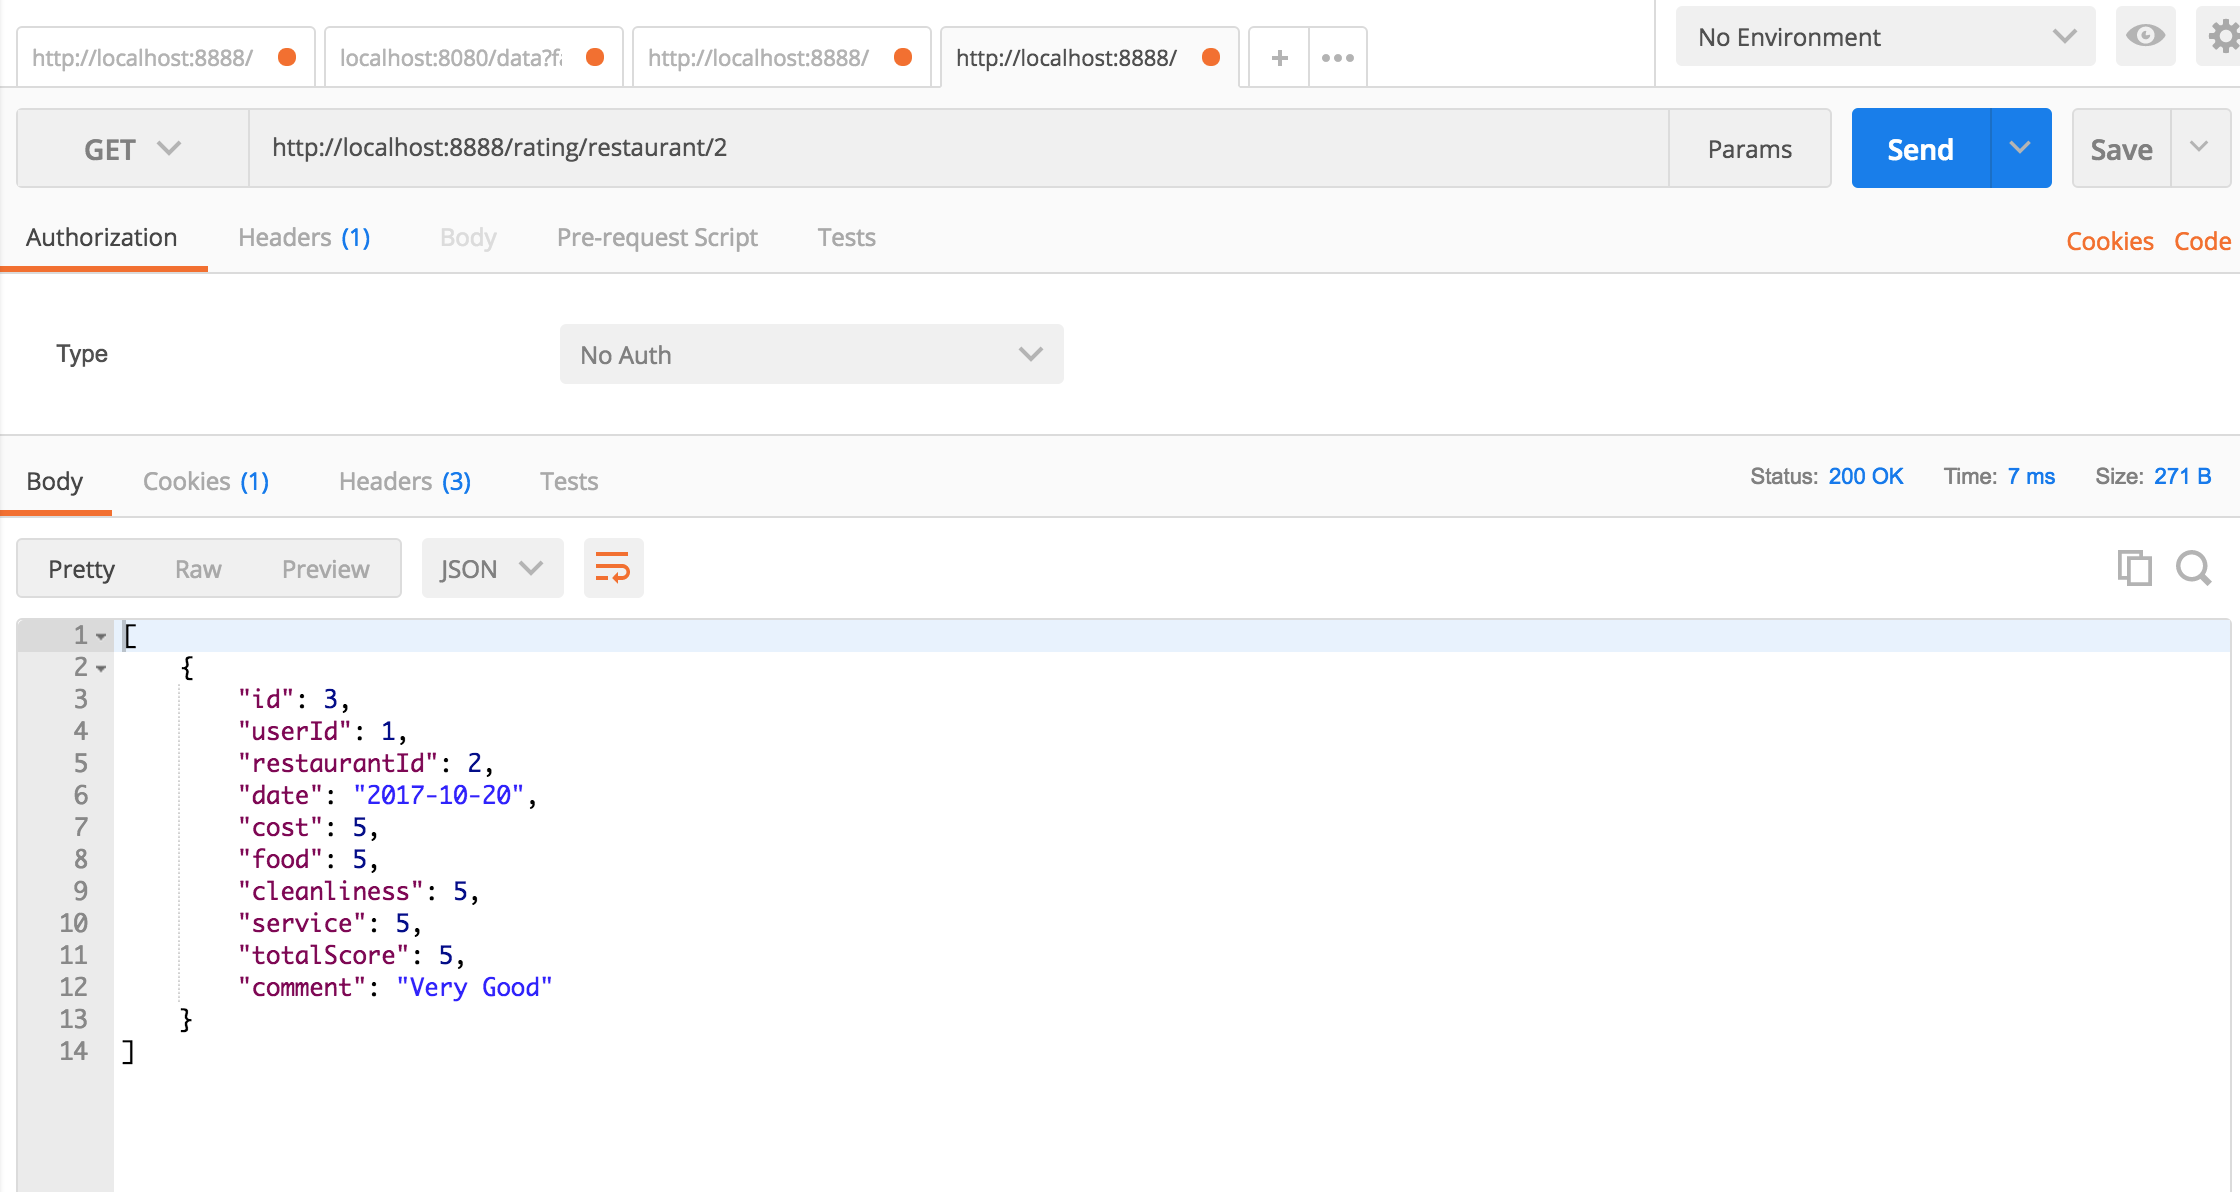 http://localhost:8888/ localhost:8080/data?fa http://localhost:8888/ http://localhost:8888/ + ••• No Environment
GET http://localhost:8888/rating/restaurant/2 Params Send Save
Authorization Headers (1) Body Pre-request Script Tests Cookies Code
Type No Auth
Body Cookies (1) Headers (3) Tests Status: 200 OK Time: 7 ms Size: 271 B
Pretty Raw Preview JSON
1 [
2 {
3 "id": 3,
4 "userId": 1,
5 "restaurantId": 2,
6 "date": "2017-10-20",
7 "cost": 5,
8 "food": 5,
9 "cleanliness": 5,
10 "service": 5,
11 "totalScore": 5,
12 "comment": "Very Good"
13 }
14 ]